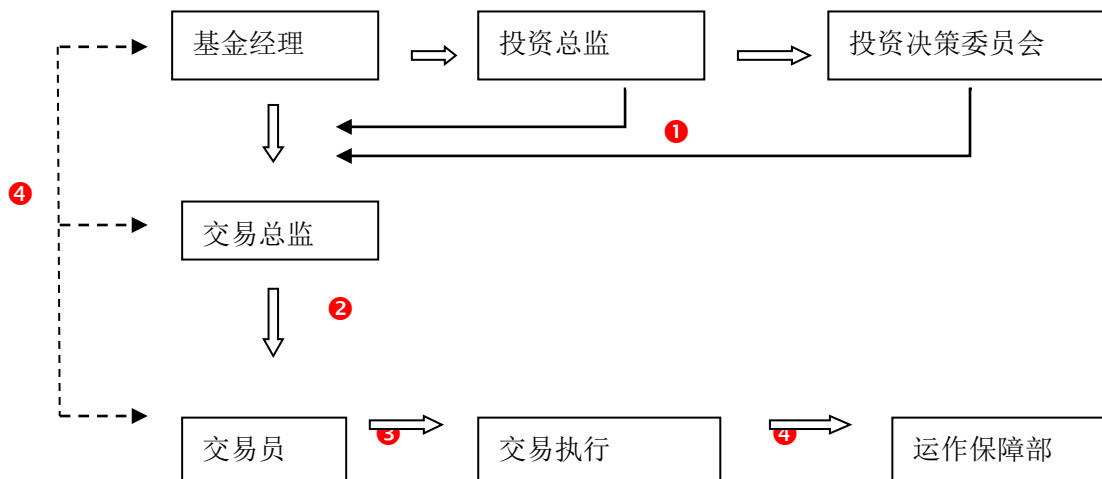 基金经理
投资总监
投资决策委员会
❶
❹
交易总监
❷
交易员
❸
交易执行
❹
运作保障部